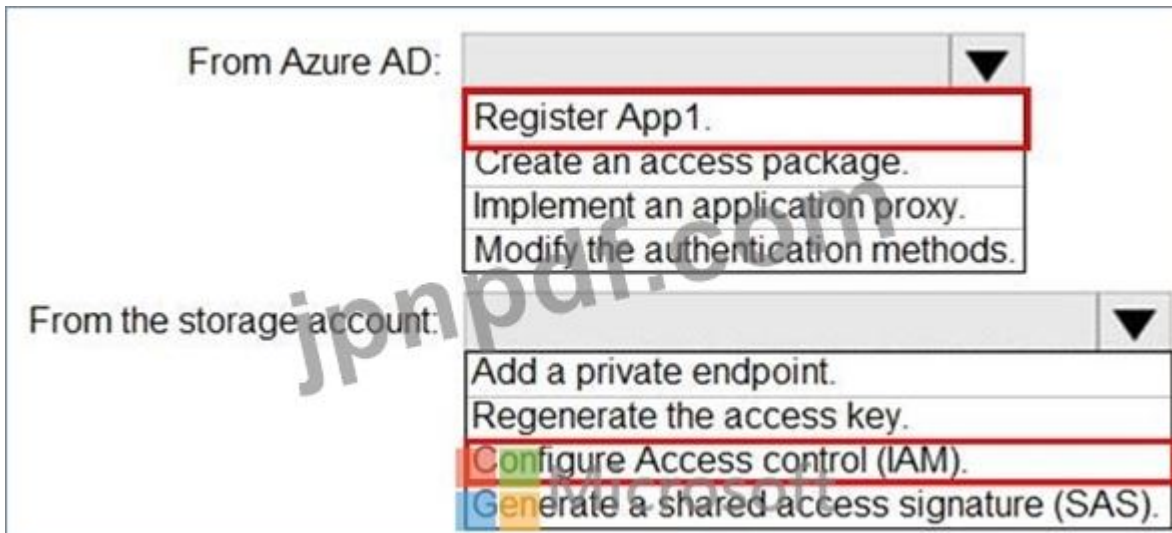 From Azure AD:
Register App1.
Create an access package.
Implement an application proxy.
Modify the authentication methods.
From the storage account:
Add a private endpoint.
Regenerate the access key.
Configure Access control (IAM).
Generate a shared access signature (SAS).
jpnpdf.com
Microsoft